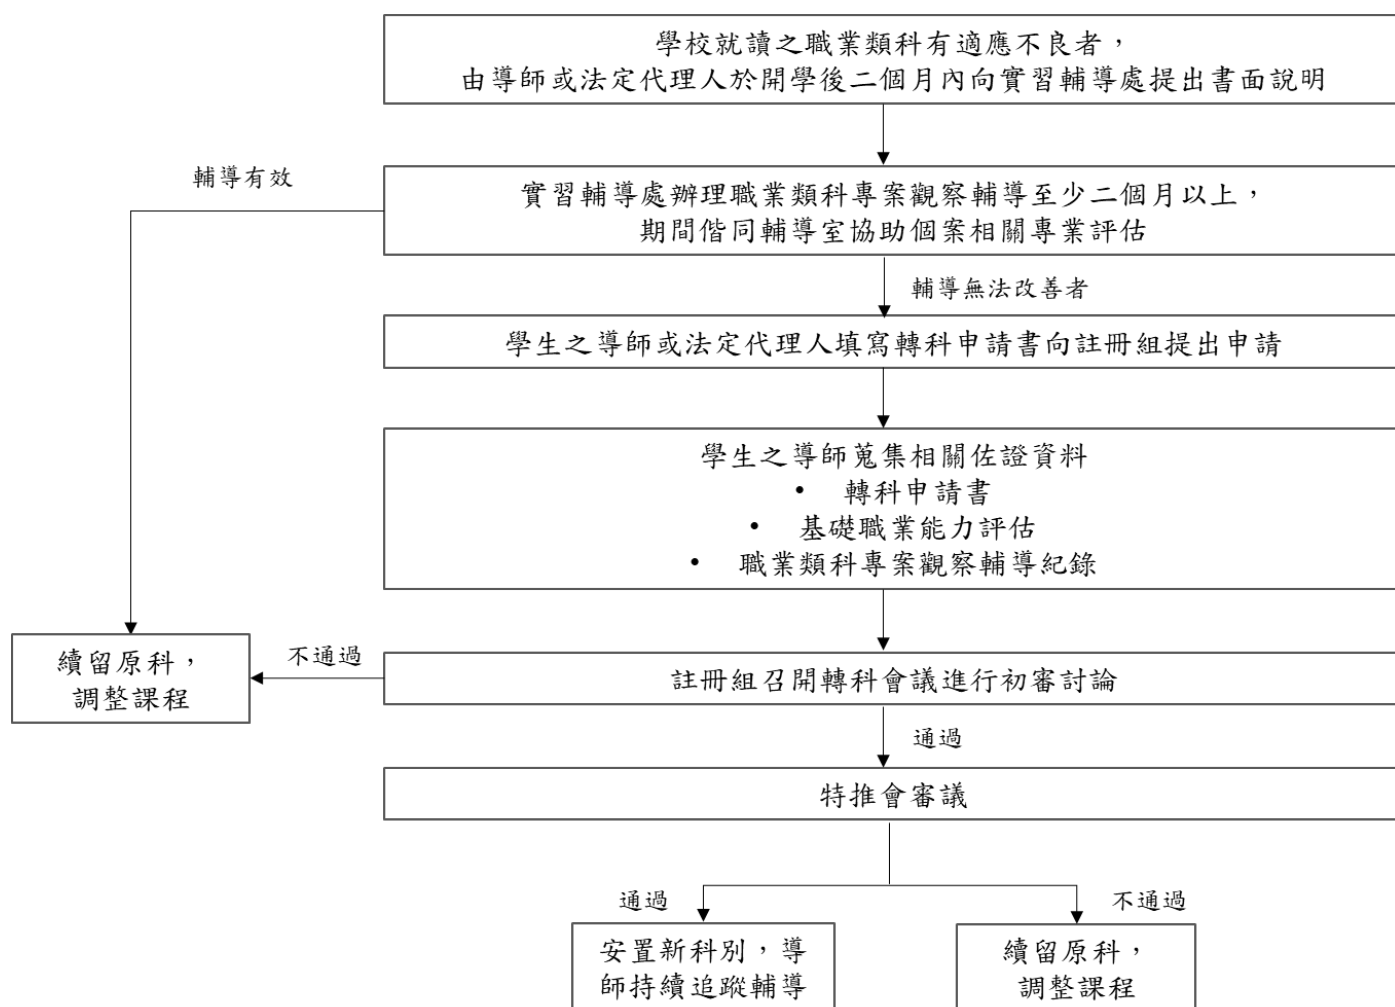 學校就讀之職業類科有適應不良者，
由導師或法定代理人於開學後二個月內向實習輔導處提出書面說明
輔導有效
實習輔導處辦理職業類科專案觀察輔導至少二個月以上，
期間偕同輔導室協助個案相關專業評估
輔導無法改善者
學生之導師或法定代理人填寫轉科申請書向註冊組提出申請
學生之導師蒐集相關佐證資料
• 轉科申請書
• 基礎職業能力評估
• 職業類科專案觀察輔導紀錄
續留原科，
調整課程
不通過
註冊組召開轉科會議進行初審討論
通過
特推會審議
通過
不通過
安置新科別，導
師持續追蹤輔導
續留原科，
調整課程